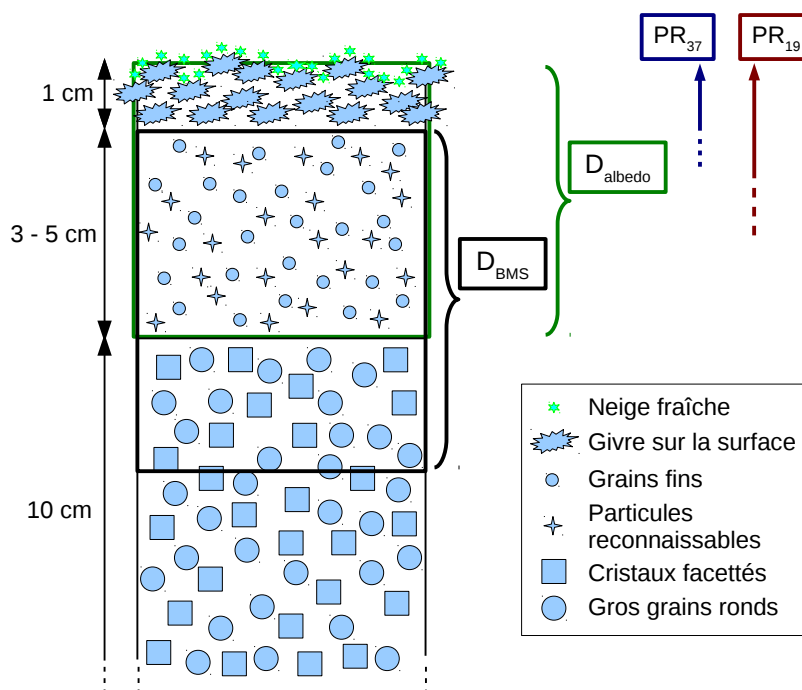 PR37
PR19
1 cm
Dalbedo
3 - 5 cm
DBMS
10 cm
Neige fraîche
Givre sur la surface
Grains fins
Particules
reconnaissables
Cristaux facettés
Gros grains ronds